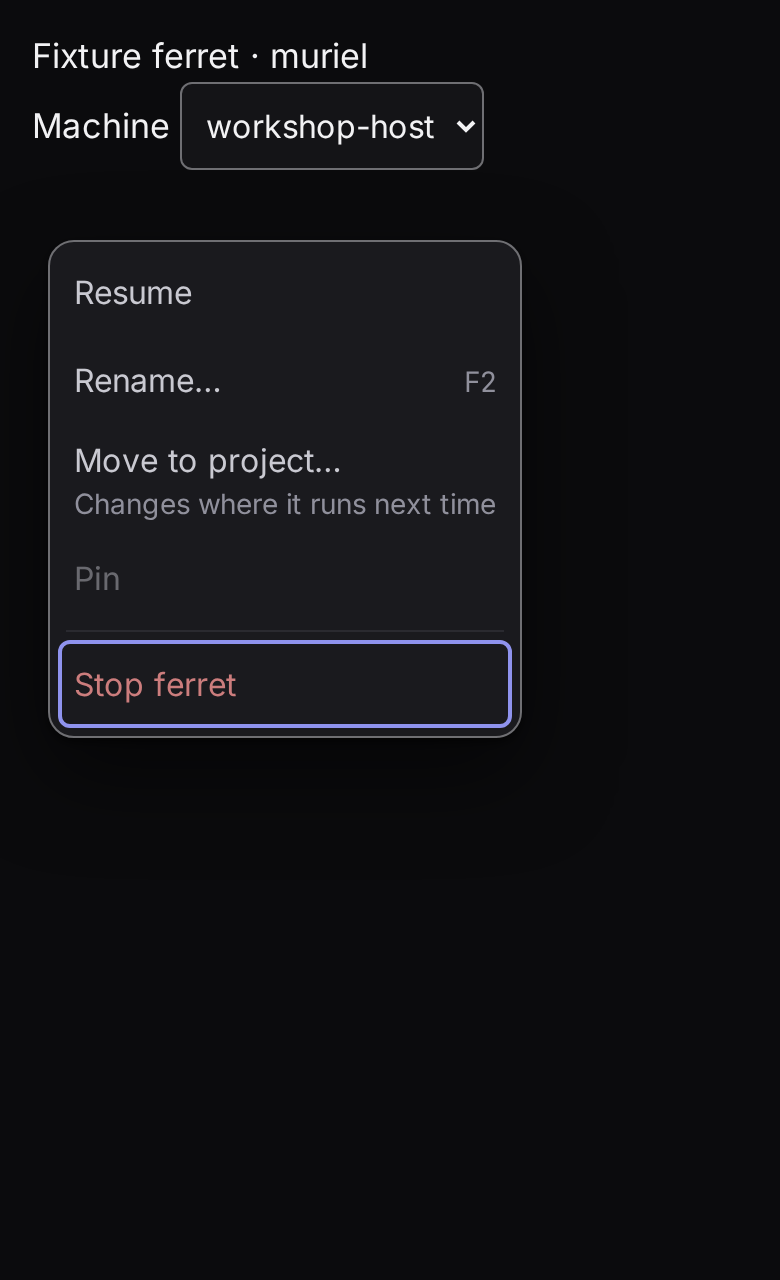 Fixture ferret · muriel
Machine workshop-host
Resume
Rename... F2
Move to project...
Changes where it runs next time
Pin
Stop ferret